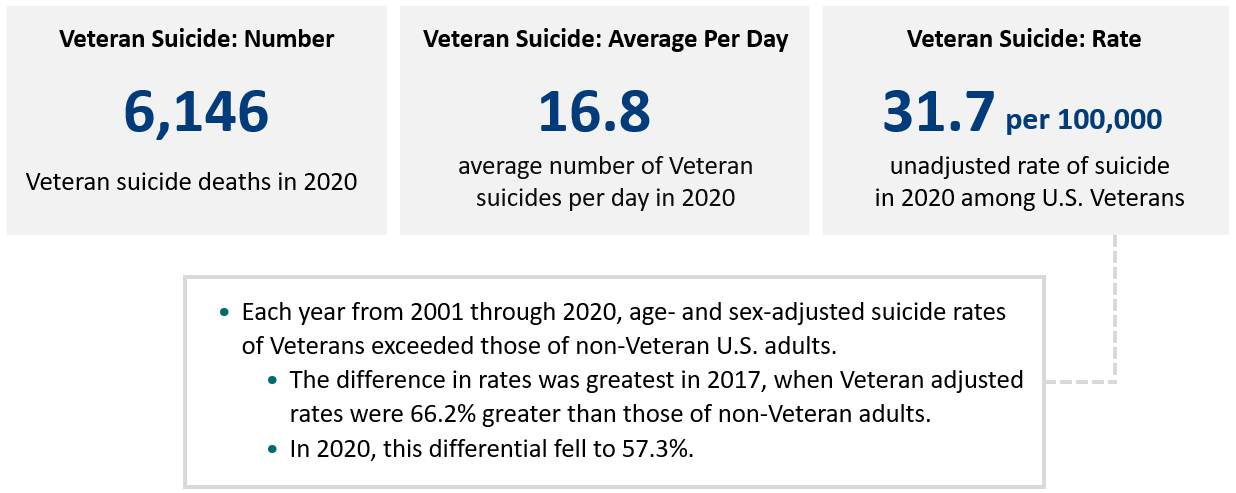 Veteran Suicide: Number
6,146
Veteran suicide deaths in 2020
Veteran Suicide: Average Per Day
16.8
average number of Veteran
suicides per day in 2020
Veteran Suicide: Rate
31.7 per 100,000
unadjusted rate of suicide
in 2020 among U.S. Veterans
• Each year from 2001 through 2020, age- and sex-adjusted suicide rates
of Veterans exceeded those of non-Veteran U.S. adults.
• The difference in rates was greatest in 2017, when Veteran adjusted
rates were 66.2% greater than those of non-Veteran adults.
• In 2020, this differential fell to 57.3%.